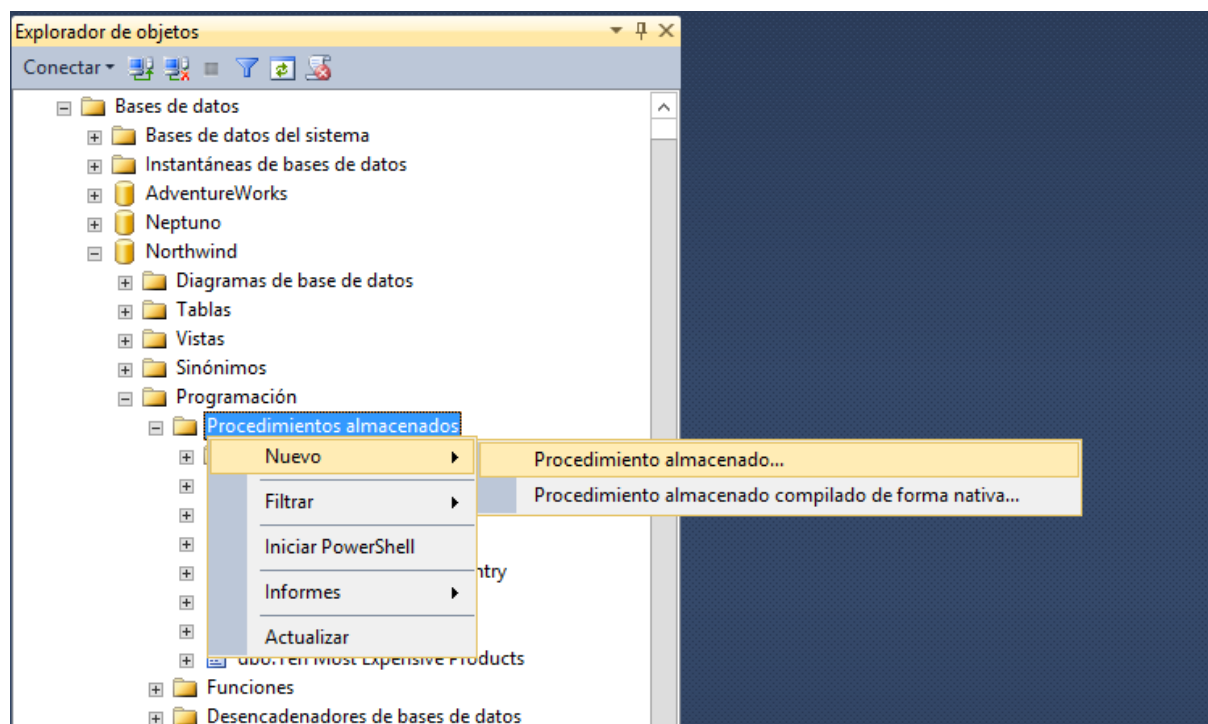 Explorador de objetos
Conectar
Bases de datos
Bases de datos del sistema
Instantáneas de bases de datos
AdventureWorks
Neptuno
Northwind
Diagramas de base de datos
Tablas
Vistas
Sinónimos
Programación
Procedimientos almacenados
Nuevo
Procedimiento almacenado...
Procedimiento almacenado compilado de forma nativa...
Filtrar
Iniciar PowerShell
ntry
Informes
Actualizar
dbo.Ten Most Expensive Products
Funciones
Desencadenadores de bases de datos